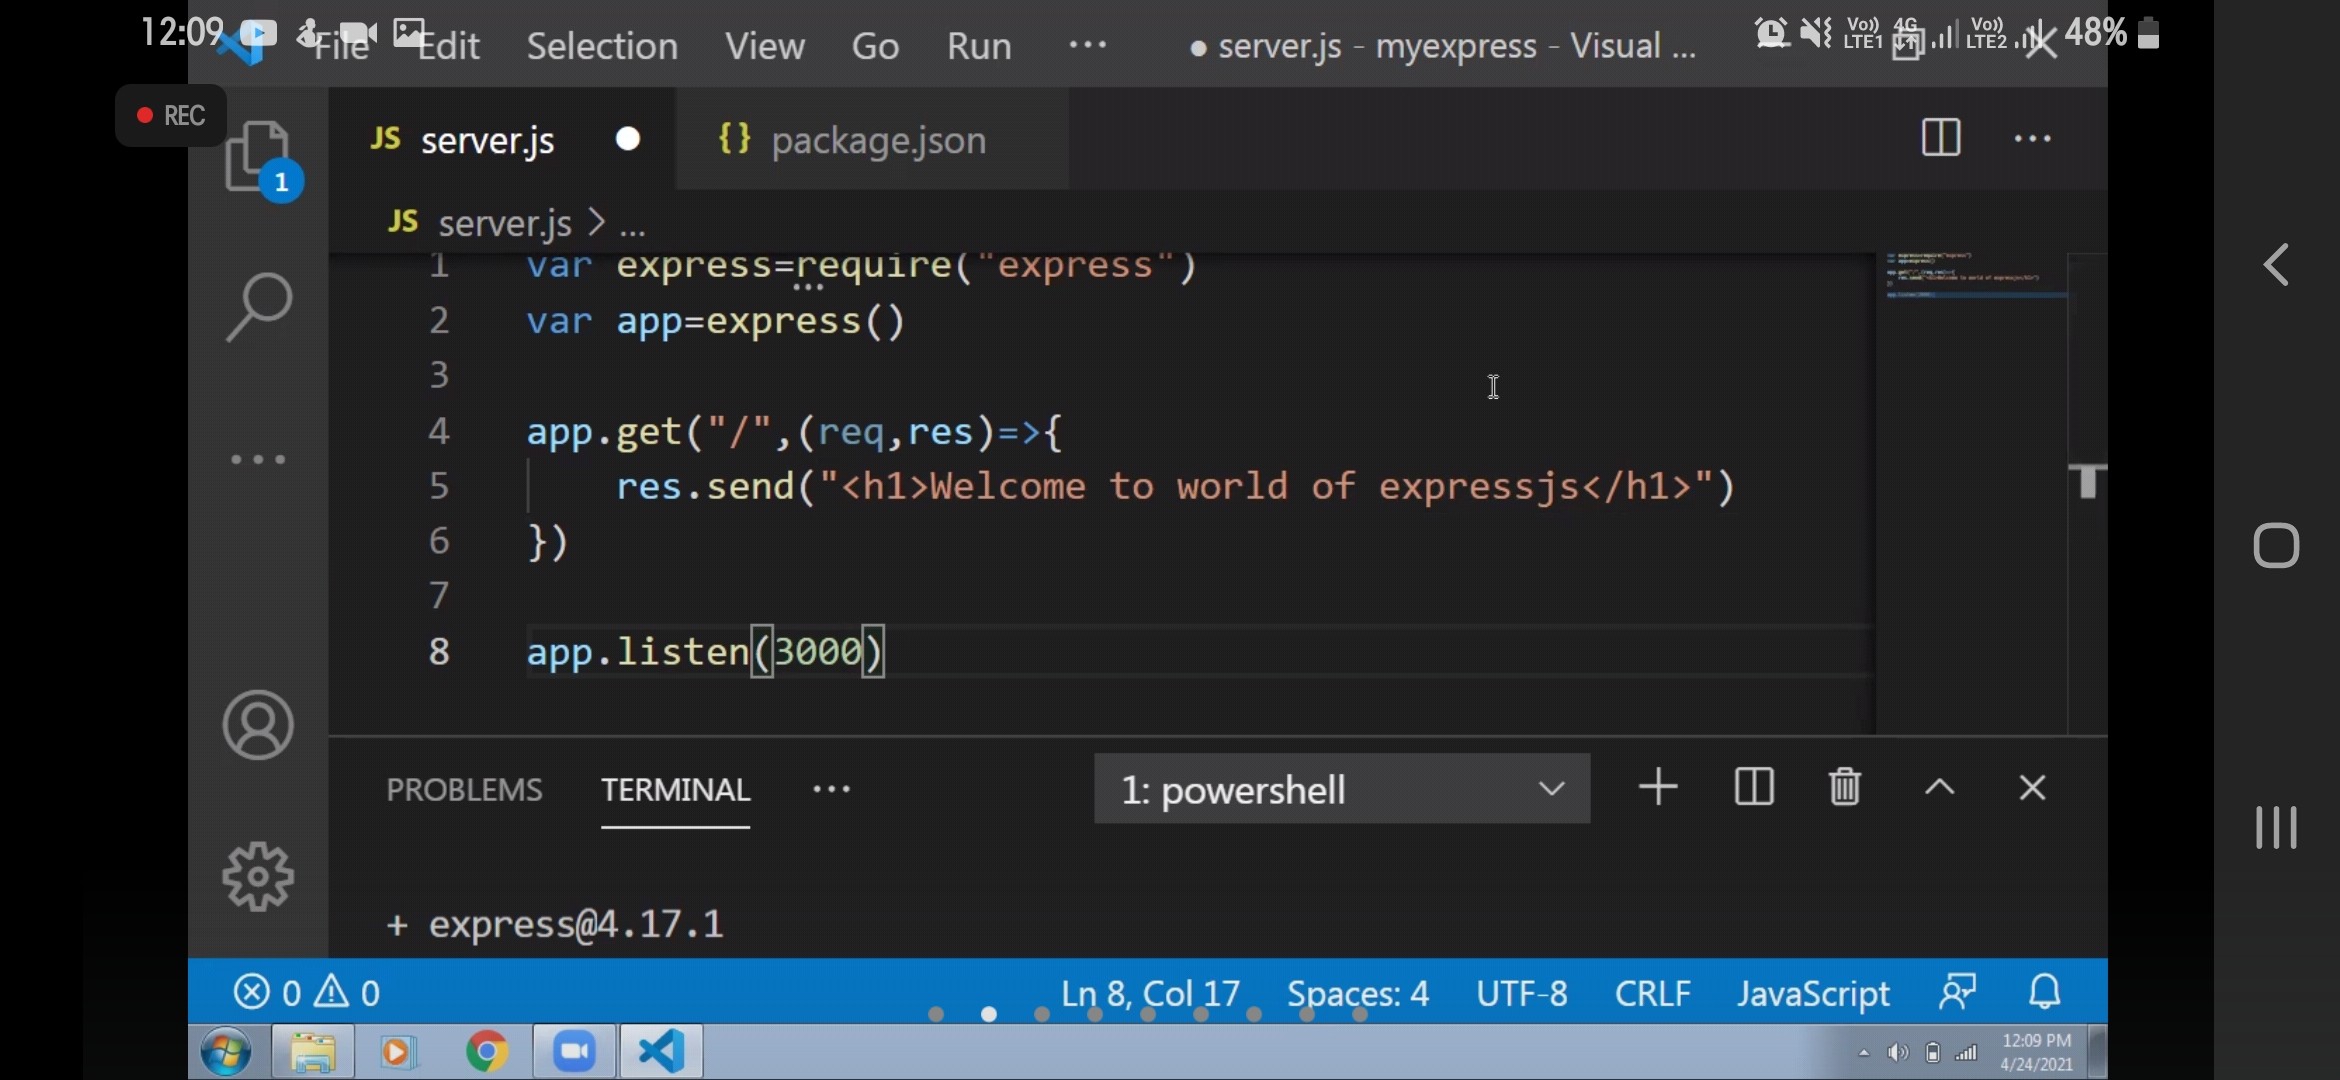 12:09
Vo)) LTE1 4G Vo)) LTE2 48%
File Edit Selection View Go Run ··· ● server.js - myexpress - Visual ...
REC
1
JS server.js ● {} package.json ···
JS server.js > ...
1 var express=require("express")
2 var app=express()
3
4 app.get("/",(req,res)=>{
5 res.send("<h1>Welcome to world of expressjs</h1>")
6 })
7
8 app.listen(3000)
PROBLEMS TERMINAL ··· 1: powershell
+ express@4.17.1
0 0 Ln 8, Col 17 Spaces: 4 UTF-8 CRLF JavaScript
12:09 PM
4/24/2021